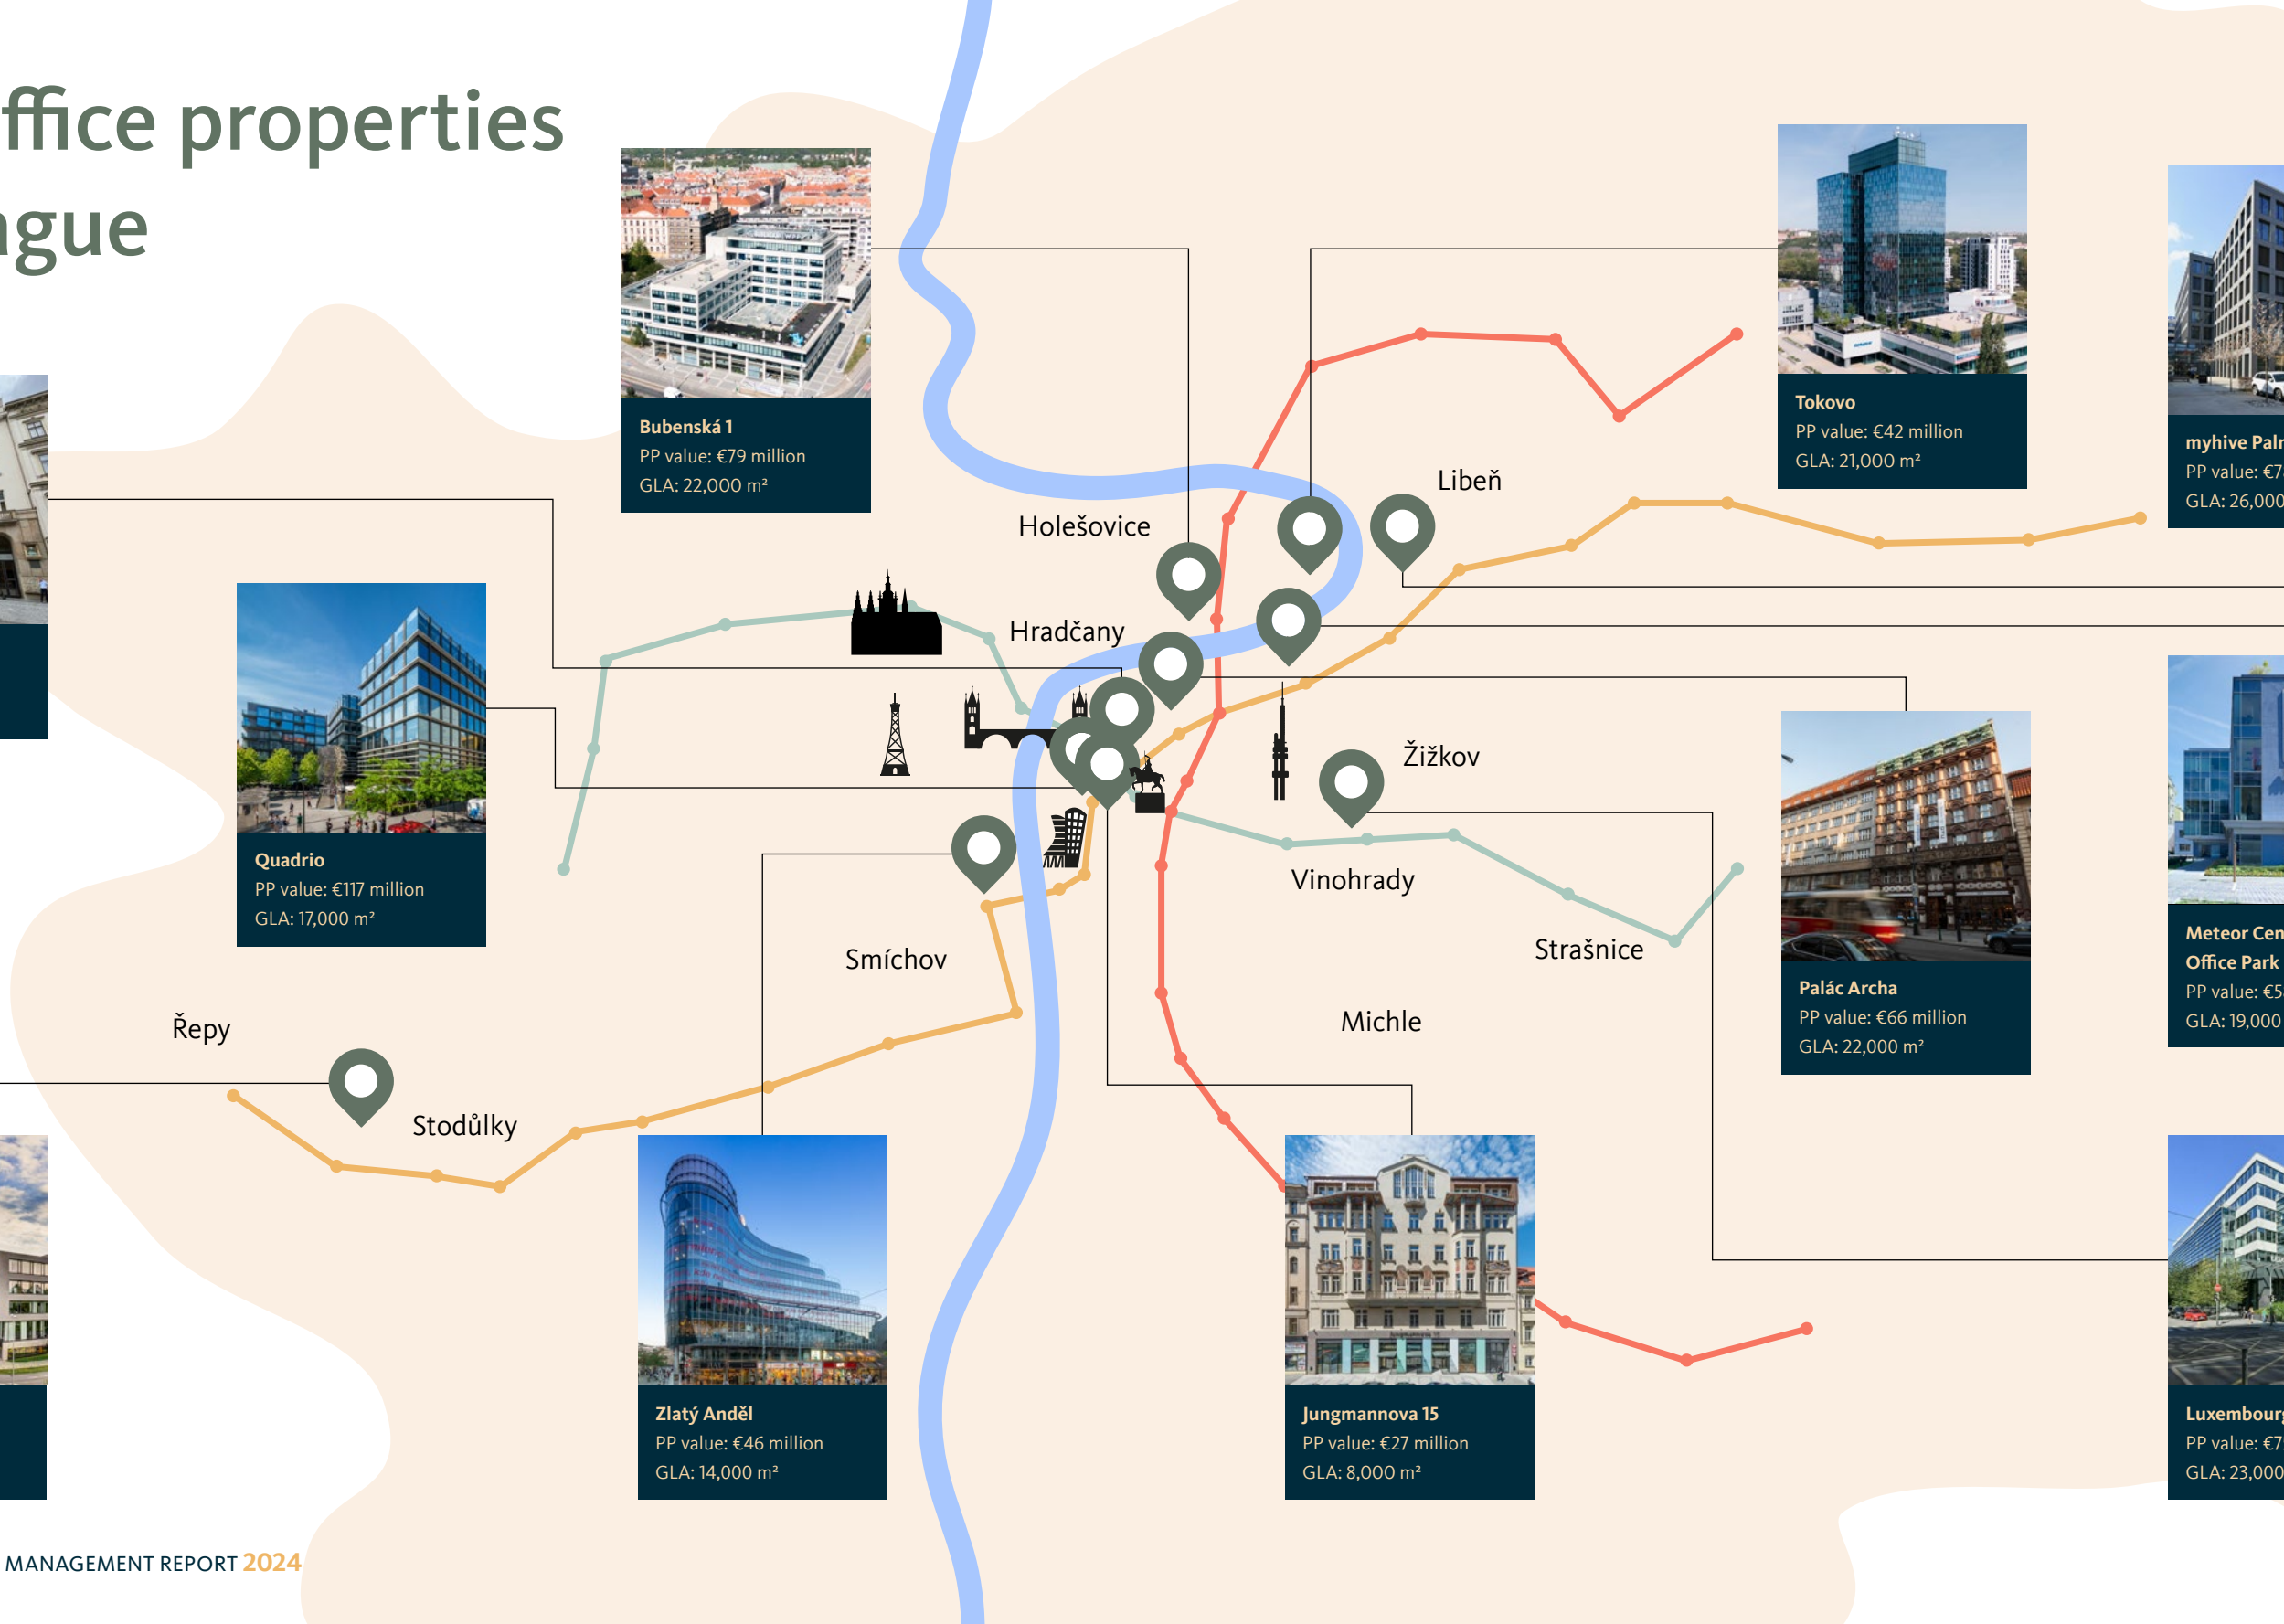 ffice properties
ague
Bubenská 1
PP value: €79 million
GLA: 22,000 m²
Tokovo
PP value: €42 million
GLA: 21,000 m²
myhive Palm
PP value: €7
GLA: 26,000
Libeň
Holešovice
Hradčany
Žižkov
Quadrio
PP value: €117 million
GLA: 17,000 m²
Vinohrady
Strašnice
Smíchov
Michle
Řepy
Stodůlky
Palác Archa
PP value: €66 million
GLA: 22,000 m²
Meteor Cen
Office Park
PP value: €5
GLA: 19,000
Zlatý Anděl
PP value: €46 million
GLA: 14,000 m²
Jungmannova 15
PP value: €27 million
GLA: 8,000 m²
Luxembourg
PP value: €7
GLA: 23,000
MANAGEMENT REPORT 2024